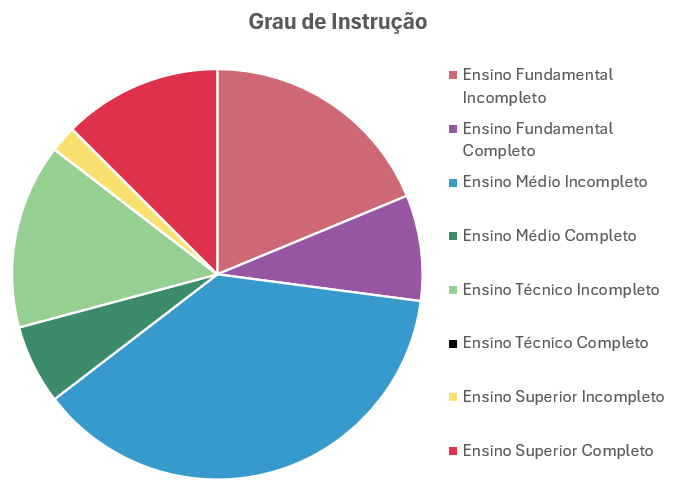 Grau de Instrução
Ensino Fundamental
Incompleto
Ensino Fundamental
Completo
Ensino Médio Incompleto
Ensino Médio Completo
Ensino Técnico Incompleto
Ensino Técnico Completo
Ensino Superior Incompleto
Ensino Superior Completo